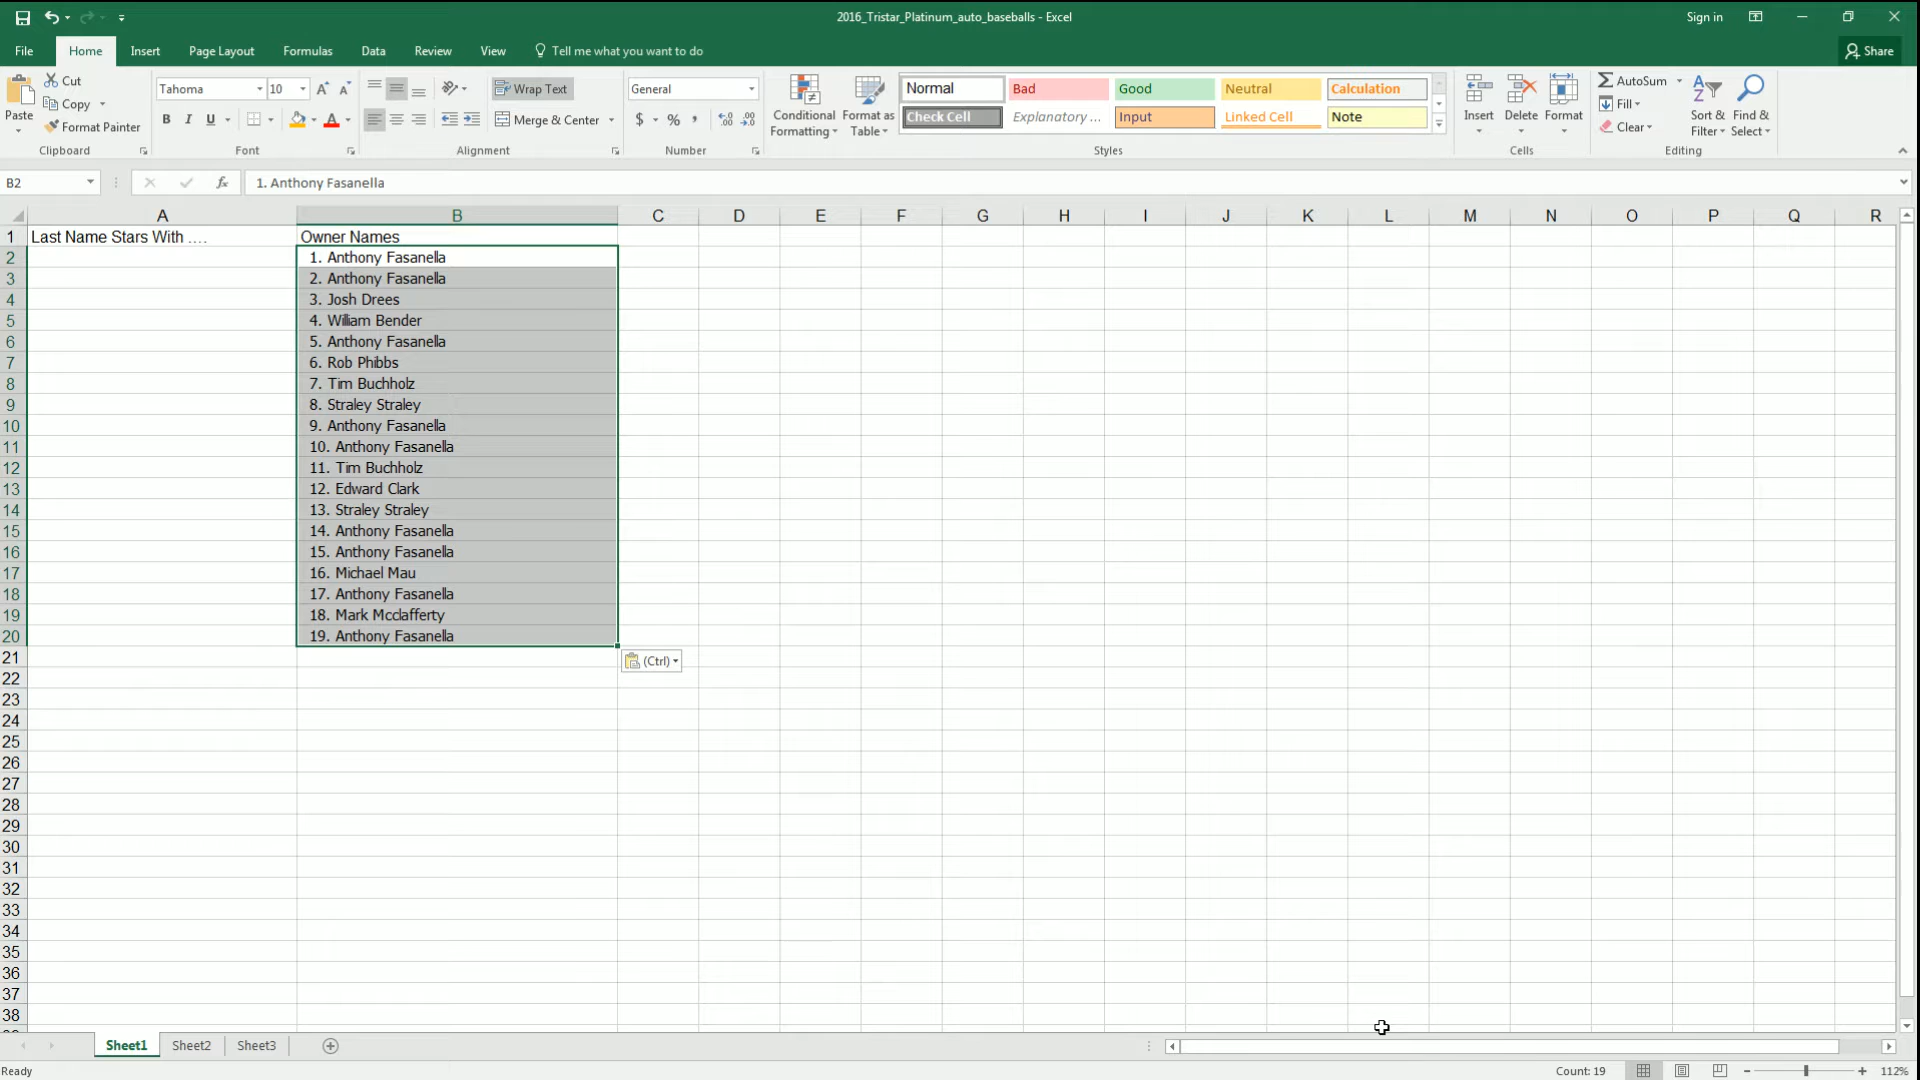 2016_Tristar_Platinum_auto_baseballs - Excel
Sign in
File Home Insert Page Layout Formulas Data Review View Tell me what you want to do Share
Paste
Cut
Copy
Format Painter
Clipboard
Tahoma 10
B I U
Font
Wrap Text
Merge & Center
Alignment
General
$ % ,
Number
Conditional Formatting
Format as Table
Normal Bad Good Neutral Calculation
Check Cell Explanatory ... Input Linked Cell Note
Styles
Insert Delete Format
Cells
AutoSum
Fill
Clear
Sort & Filter
Find & Select
Editing
B2 fx 1. Anthony Fasanella
A B C D E F G H I J K L M N O P Q R
1 Last Name Stars With .... Owner Names
2 1. Anthony Fasanella
3 2. Anthony Fasanella
4 3. Josh Drees
5 4. William Bender
6 5. Anthony Fasanella
7 6. Rob Phibbs
8 7. Tim Buchholz
9 8. Straley Straley
10 9. Anthony Fasanella
11 10. Anthony Fasanella
12 11. Tim Buchholz
13 12. Edward Clark
14 13. Straley Straley
15 14. Anthony Fasanella
16 15. Anthony Fasanella
17 16. Michael Mau
18 17. Anthony Fasanella
19 18. Mark Mcclafferty
20 19. Anthony Fasanella
21 (Ctrl)
22
23
24
25
26
27
28
29
30
31
32
33
34
35
36
37
38
Sheet1 Sheet2 Sheet3
Ready Count: 19 112%